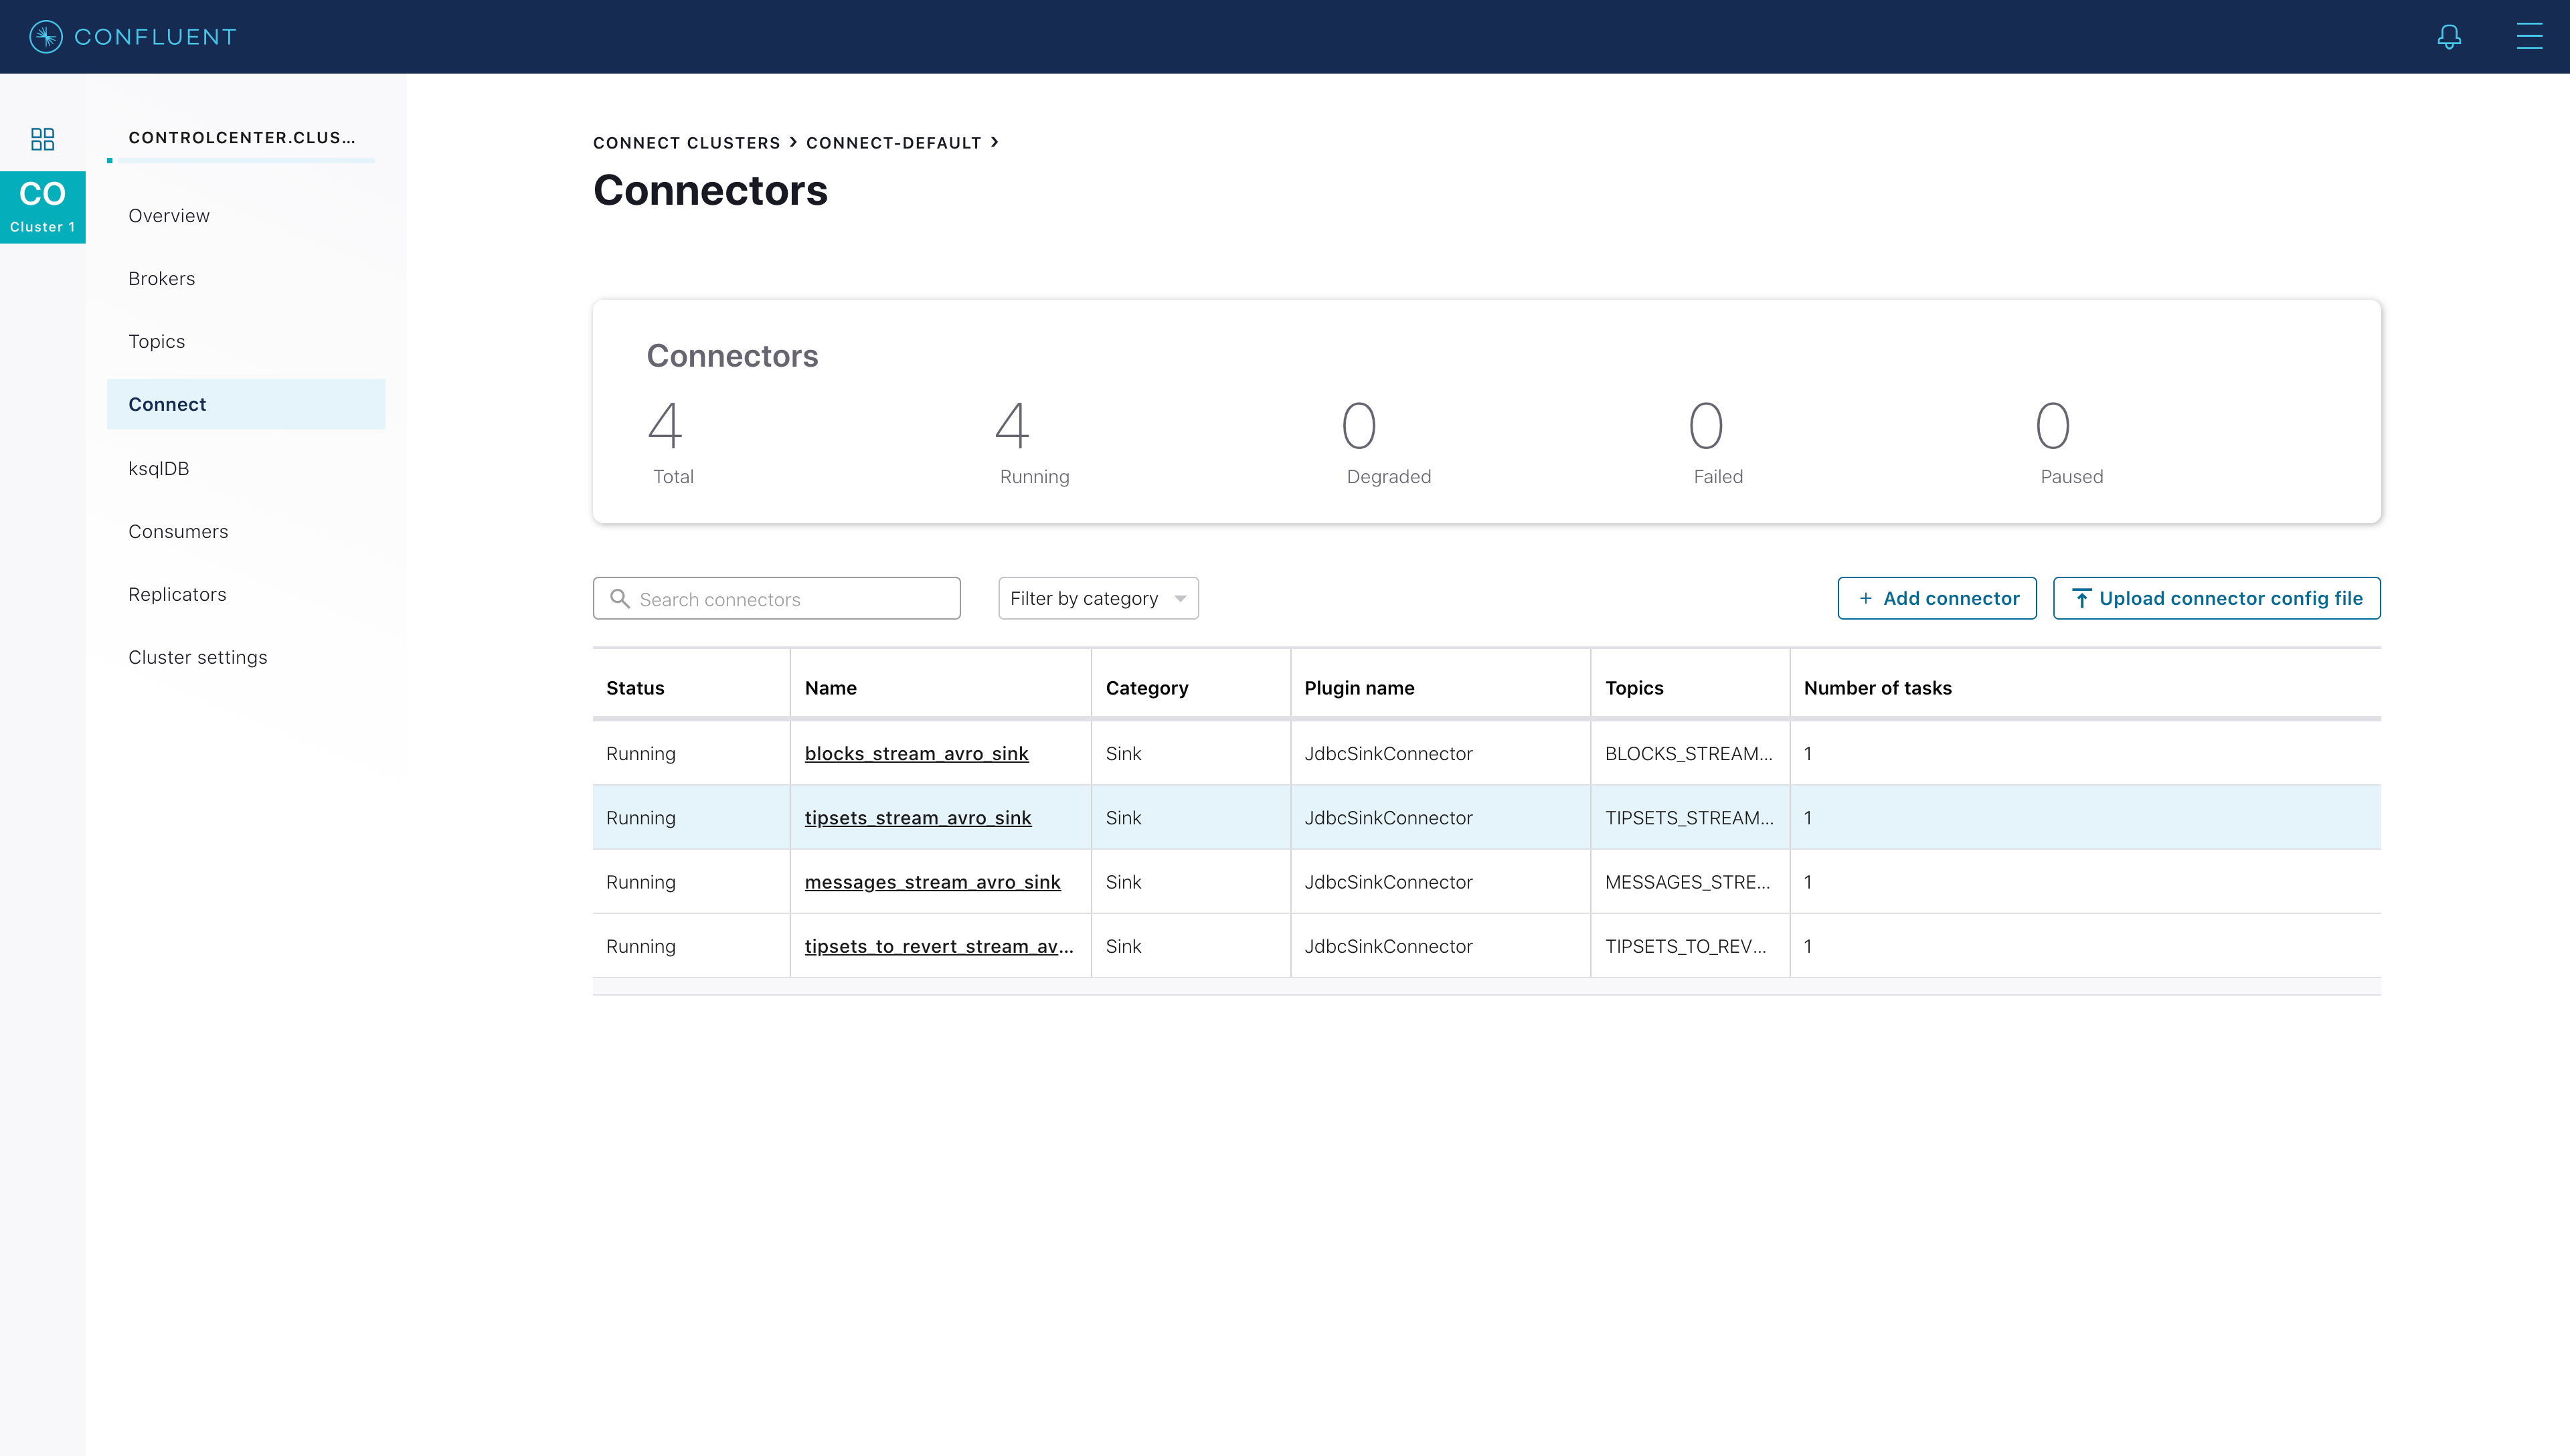 CONFLUENT
CO
Cluster 1
CONTROLCENTER.CLUS...
Overview
Brokers
Topics
Connect
ksqlDB
Consumers
Replicators
Cluster settings
CONNECT CLUSTERS > CONNECT-DEFAULT >
Connectors
Connectors
4 4 0 0 0
Total Running Degraded Failed Paused
Search connectors Filter by category + Add connector Upload connector config file
Status Name Category Plugin name Topics Number of tasks
Running blocks_stream_avro_sink Sink JdbcSinkConnector BLOCKS_STREAM... 1
Running tipsets_stream_avro_sink Sink JdbcSinkConnector TIPSETS_STREAM... 1
Running messages_stream_avro_sink Sink JdbcSinkConnector MESSAGES_STRE... 1
Running tipsets_to_revert_stream_av... Sink JdbcSinkConnector TIPSETS_TO_REV... 1